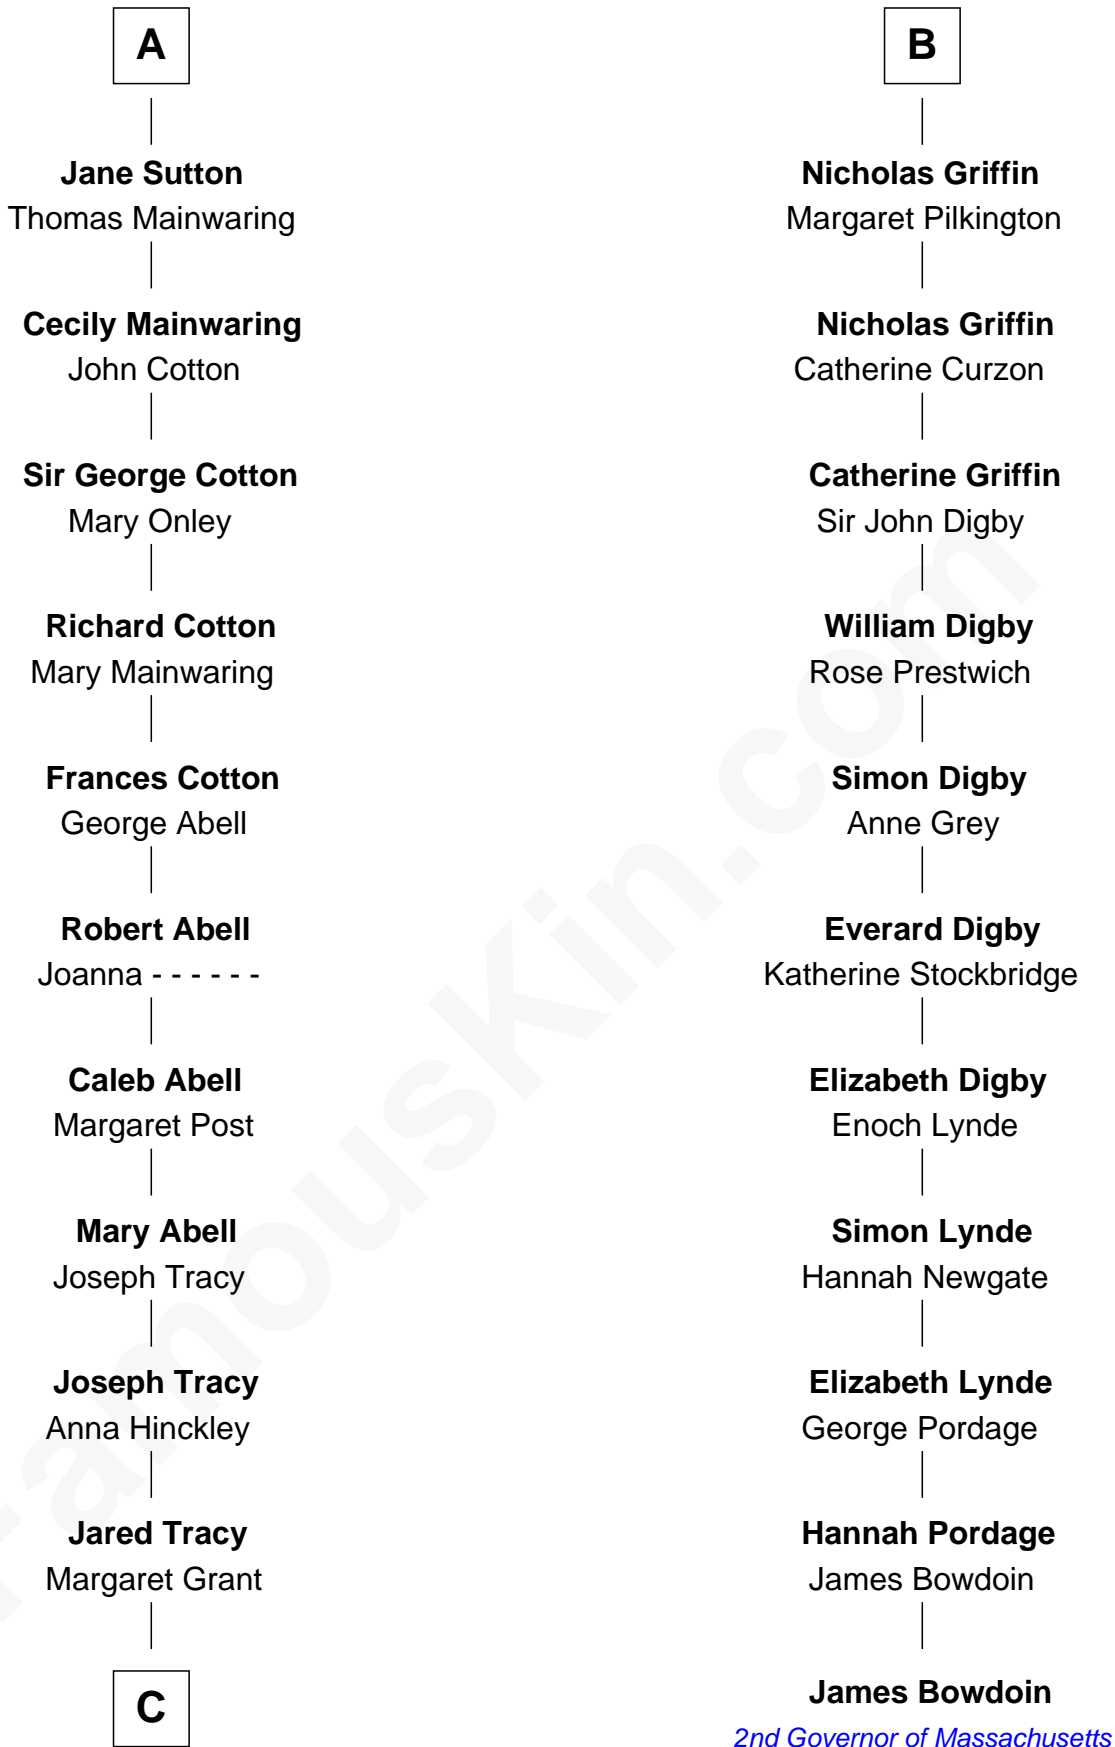 A
Jane Sutton
Thomas Mainwaring
Cecily Mainwaring
John Cotton
Sir George Cotton
Mary Onley
Richard Cotton
Mary Mainwaring
Frances Cotton
George Abell
Robert Abell
Joanna - - - - - -
Caleb Abell
Margaret Post
Mary Abell
Joseph Tracy
Joseph Tracy
Anna Hinckley
Jared Tracy
Margaret Grant
C
B
Nicholas Griffin
Margaret Pilkington
Nicholas Griffin
Catherine Curzon
Catherine Griffin
Sir John Digby
William Digby
Rose Prestwich
Simon Digby
Anne Grey
Everard Digby
Katherine Stockbridge
Elizabeth Digby
Enoch Lynde
Simon Lynde
Hannah Newgate
Elizabeth Lynde
George Pordage
Hannah Pordage
James Bowdoin
James Bowdoin
2nd Governor of Massachusetts
FamousKin.com